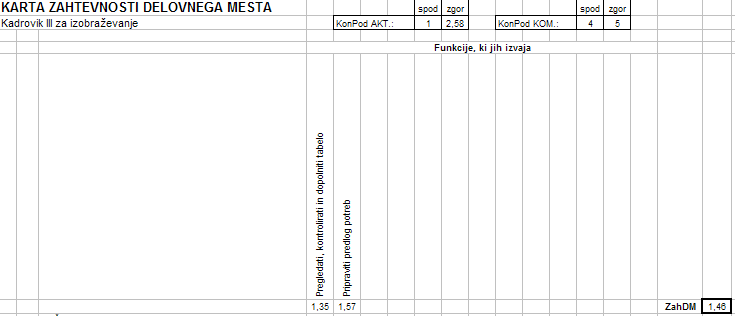 KARTA ZAHTEVNOSTI DELOVNEGA MESTA
spod zgor spod zgor
Kadrovik III za izobraževanje KonPod AKT.: 1 2,58 KonPod KOM.: 4 5
Funkcije, ki jih izvaja
Pregledati, kontrolirati in dopolniti tabelo
Pripraviti predlog potreb
1,35 1,57 ZahDM 1,46